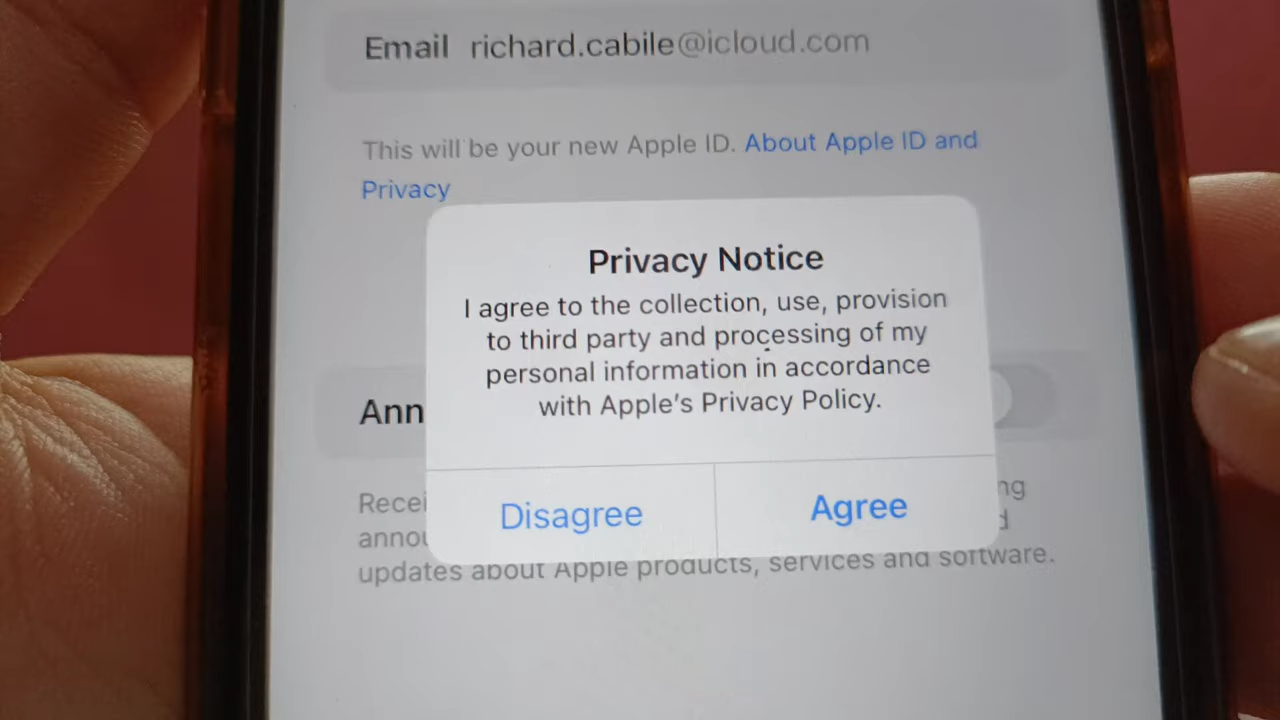 Email richard.cabile@icloud.com
This will be your new Apple ID. About Apple ID and
Privacy
Privacy Notice
I agree to the collection, use, provision
to third party and processing of my
personal information in accordance
with Apple's Privacy Policy.
Ann
Disagree Agree
Recei ng
annou d
updates about Apple products, services and software.